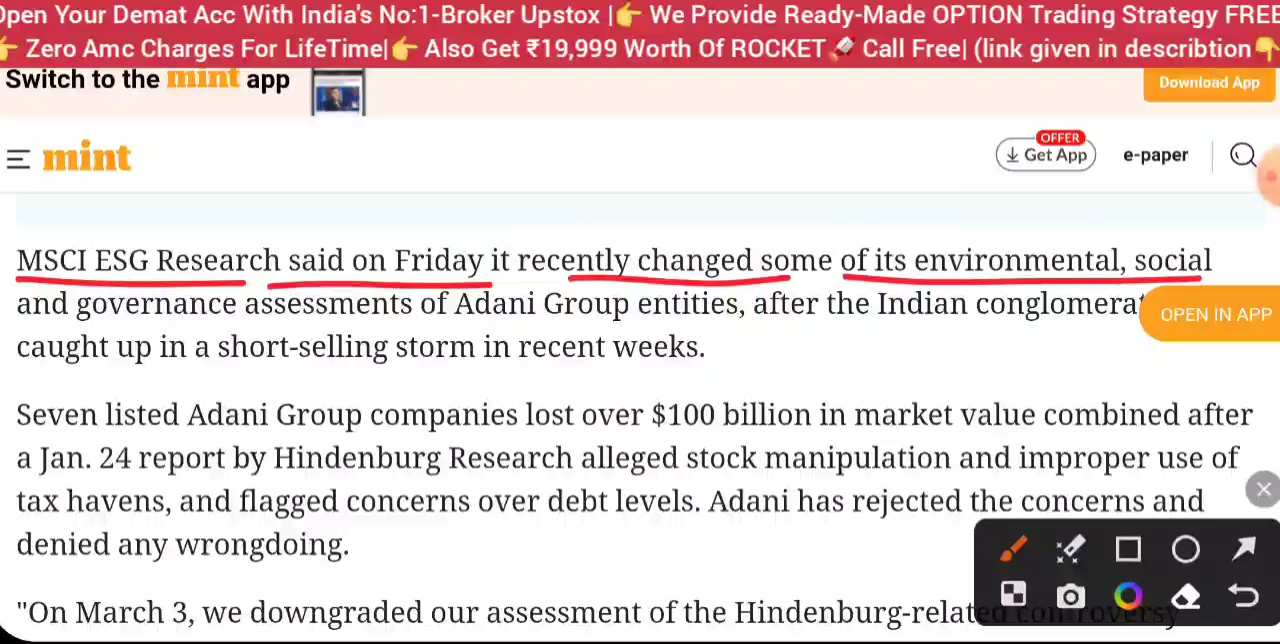 Open Your Demat Acc With India's No:1-Broker Upstox |👉 We Provide Ready-Made OPTION Trading Strategy FREE
👉 Zero Amc Charges For LifeTime|👉 Also Get ₹19,999 Worth Of ROCKET🚀 Call Free| (link given in describtion👇
Switch to the mint app
Download App
mint
OFFER
Get App
e-paper
MSCI ESG Research said on Friday it recently changed some of its environmental, social
and governance assessments of Adani Group entities, after the Indian conglomerat
OPEN IN APP
caught up in a short-selling storm in recent weeks.
Seven listed Adani Group companies lost over $100 billion in market value combined after
a Jan. 24 report by Hindenburg Research alleged stock manipulation and improper use of
tax havens, and flagged concerns over debt levels. Adani has rejected the concerns and
denied any wrongdoing.
"On March 3, we downgraded our assessment of the Hindenburg-related controversy